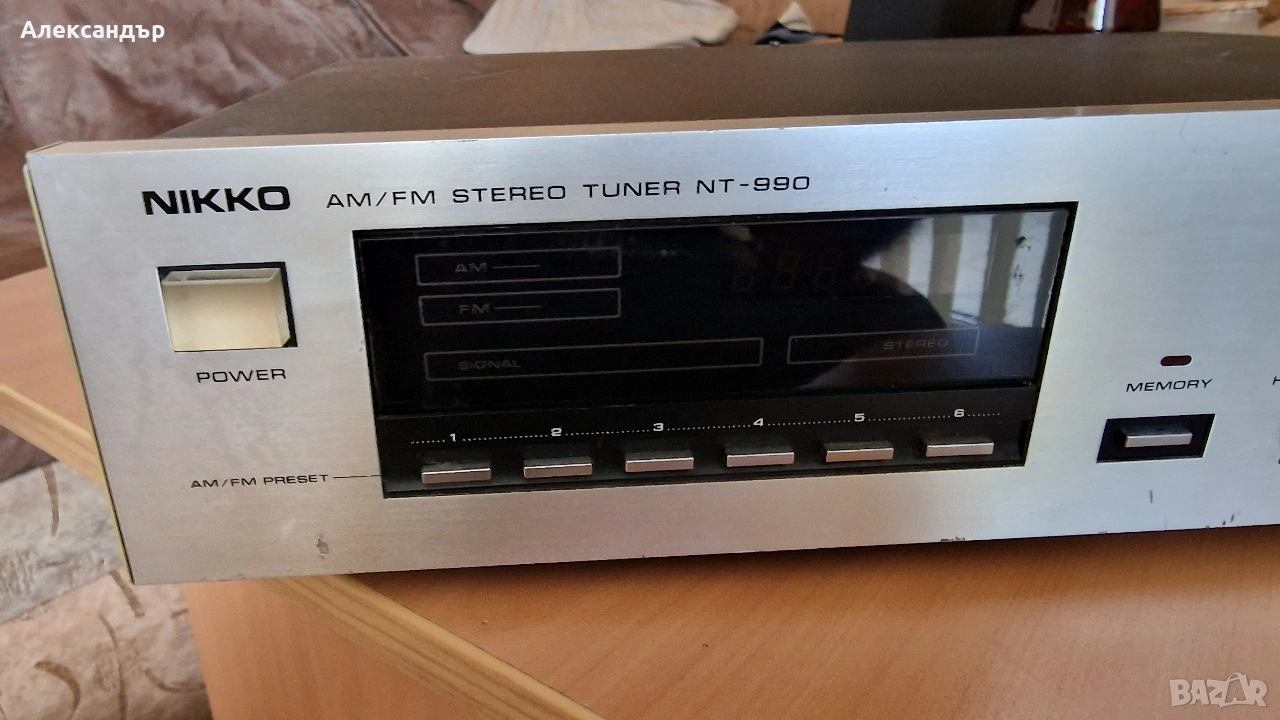 Александър
NIKKO AM/FM STEREO TUNER NT-990
AM
FM
SIGNAL
STEREO
POWER
MEMORY
1 2 3 4 5 6
AM/FM PRESET
BAZAR